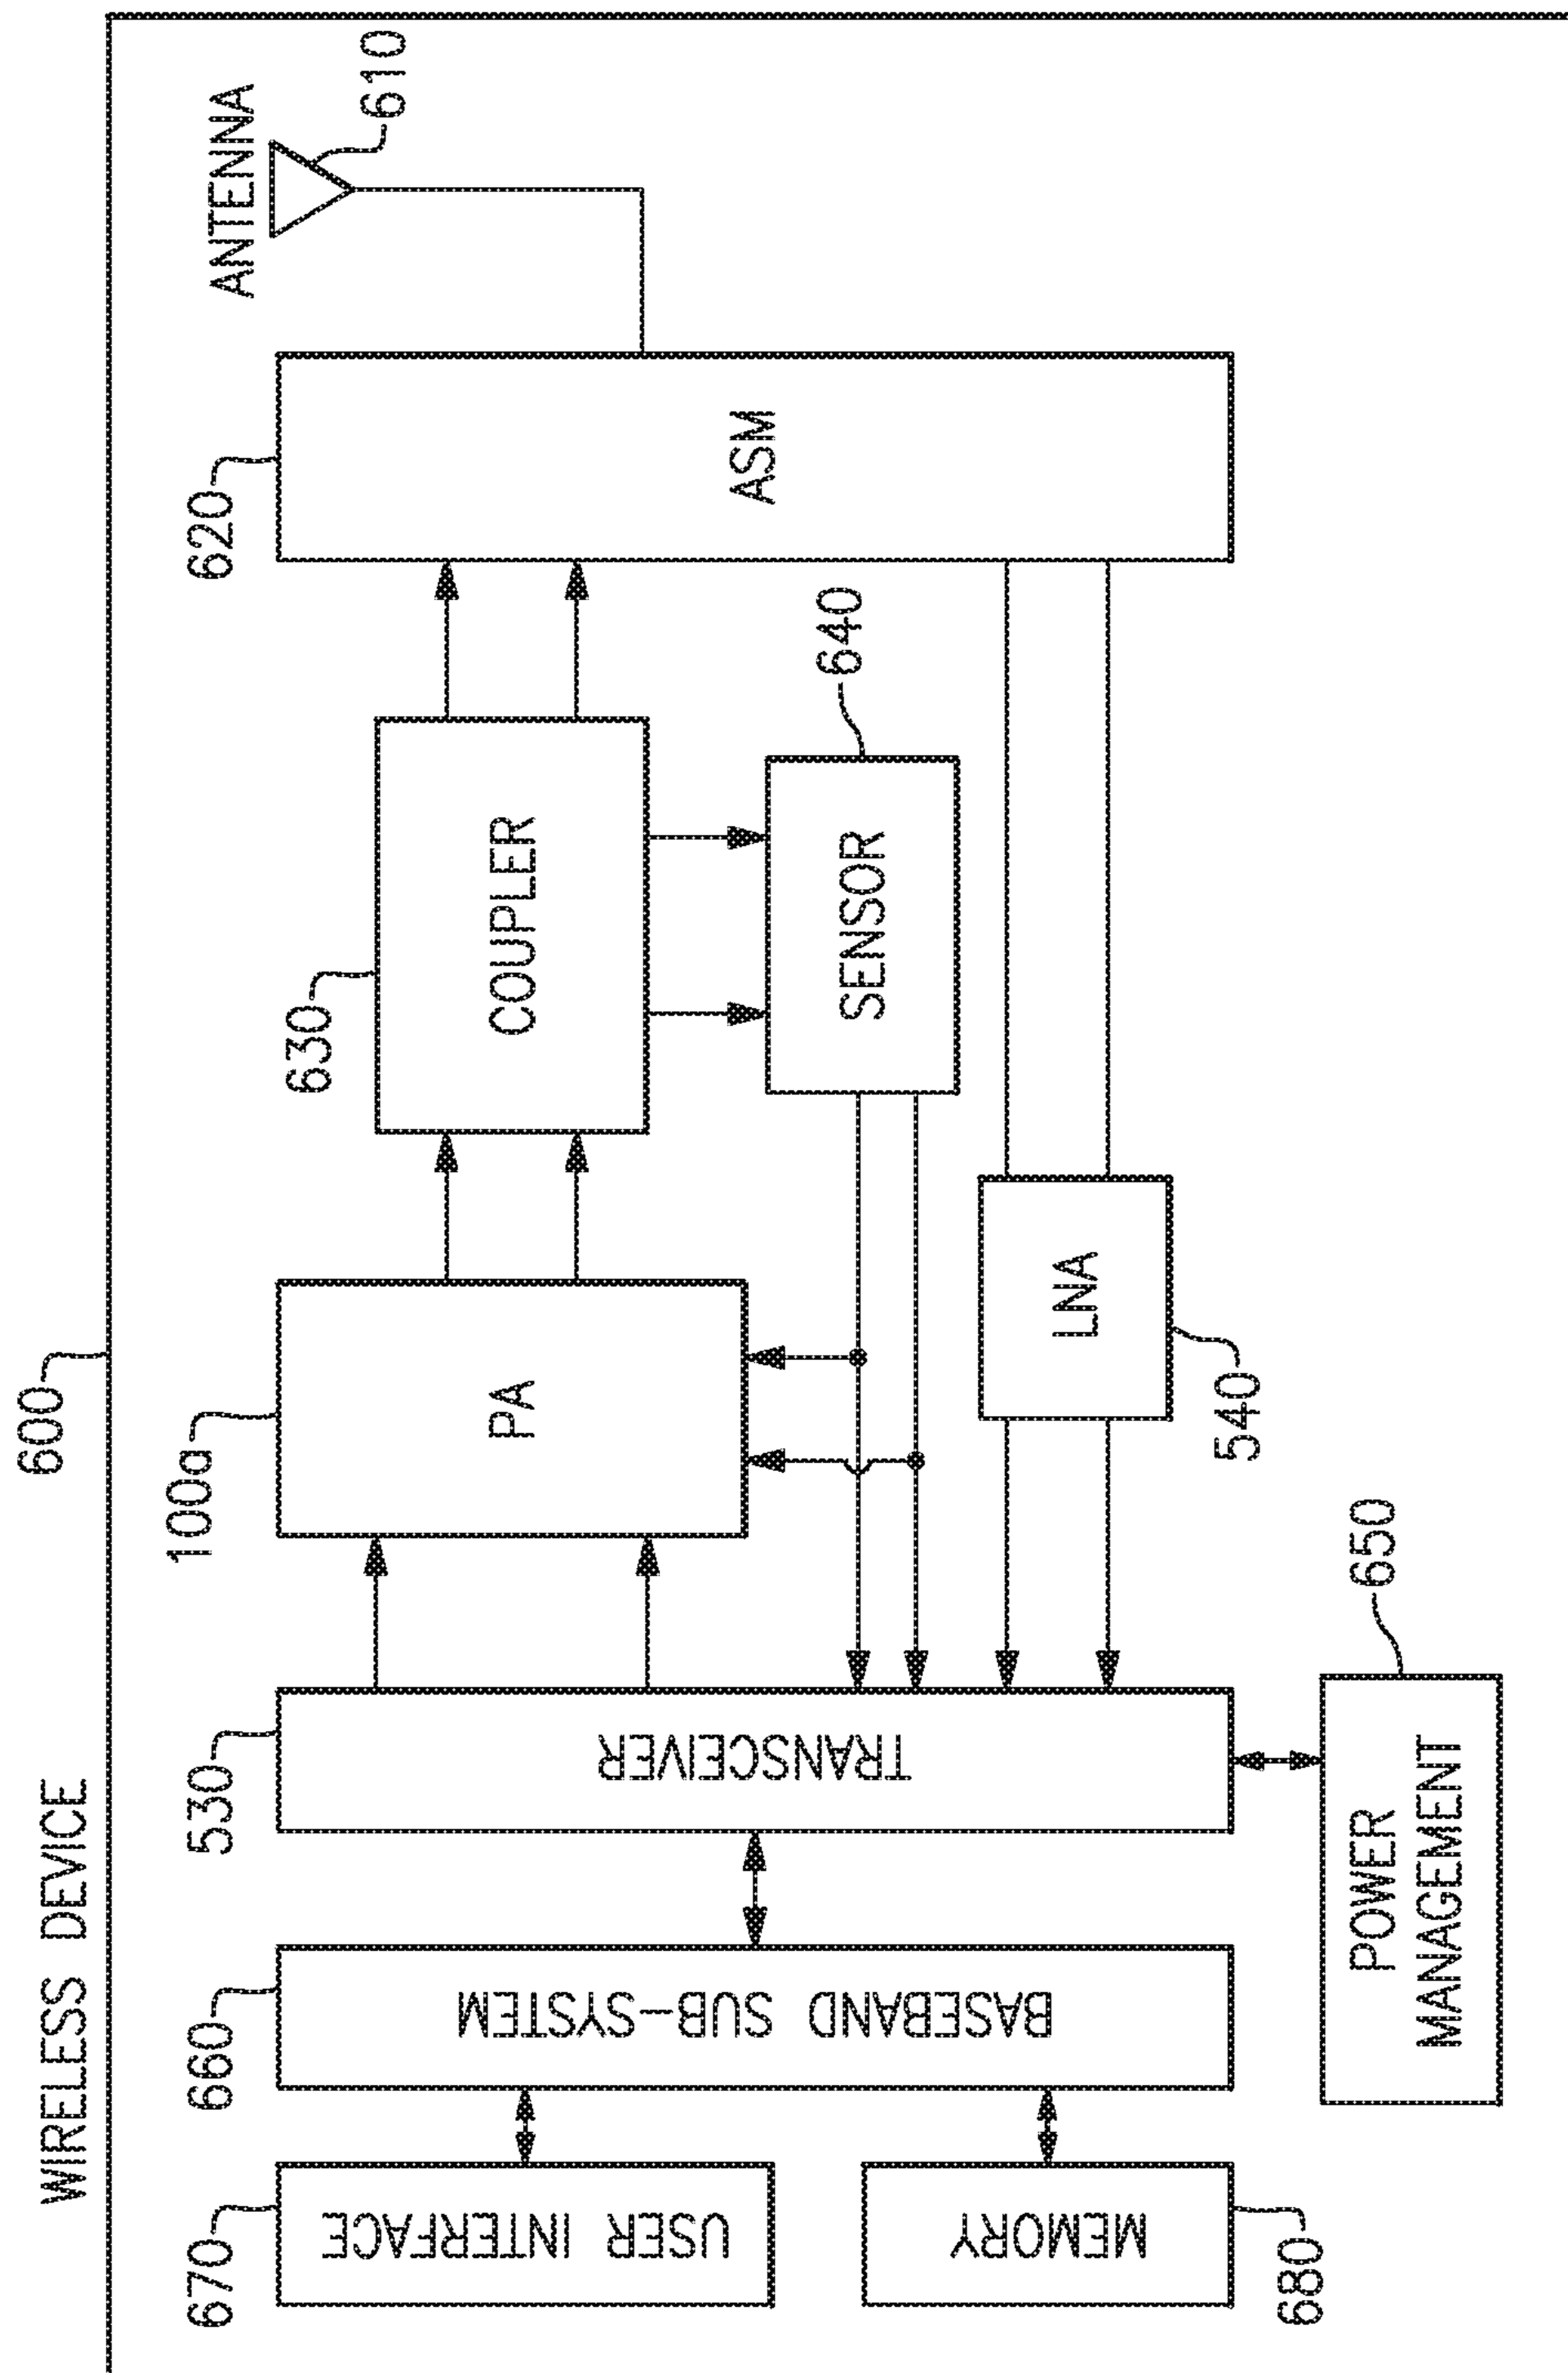 WIRELESS DEVICE
600
670
USER INTERFACE
MEMORY
680
660
BASEBAND SUB-SYSTEM
530
TRANSCEIVER
POWER
MANAGEMENT
650
100a
PA
LNA
540
630
COUPLER
SENSOR
640
620
ASM
ANTENNA
610